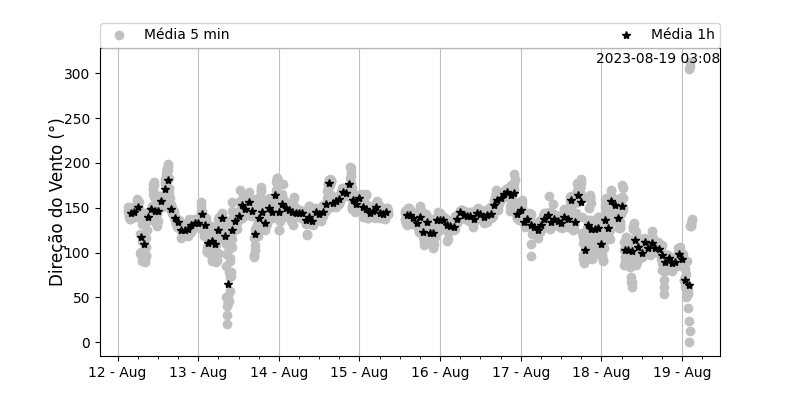 Média 5 min
Média 1h
2023-08-19 03:08
Direção do Vento (°)
300
250
200
150
100
50
0
12 - Aug
13 - Aug
14 - Aug
15 - Aug
16 - Aug
17 - Aug
18 - Aug
19 - Aug